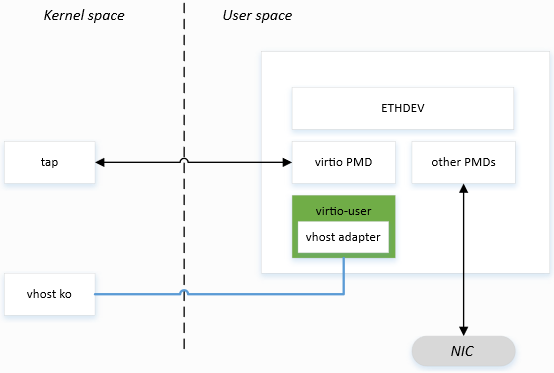 Kernel space
User space
ETHDEV
tap
virtio PMD
other PMDs
virtio-user
vhost adapter
vhost ko
NIC